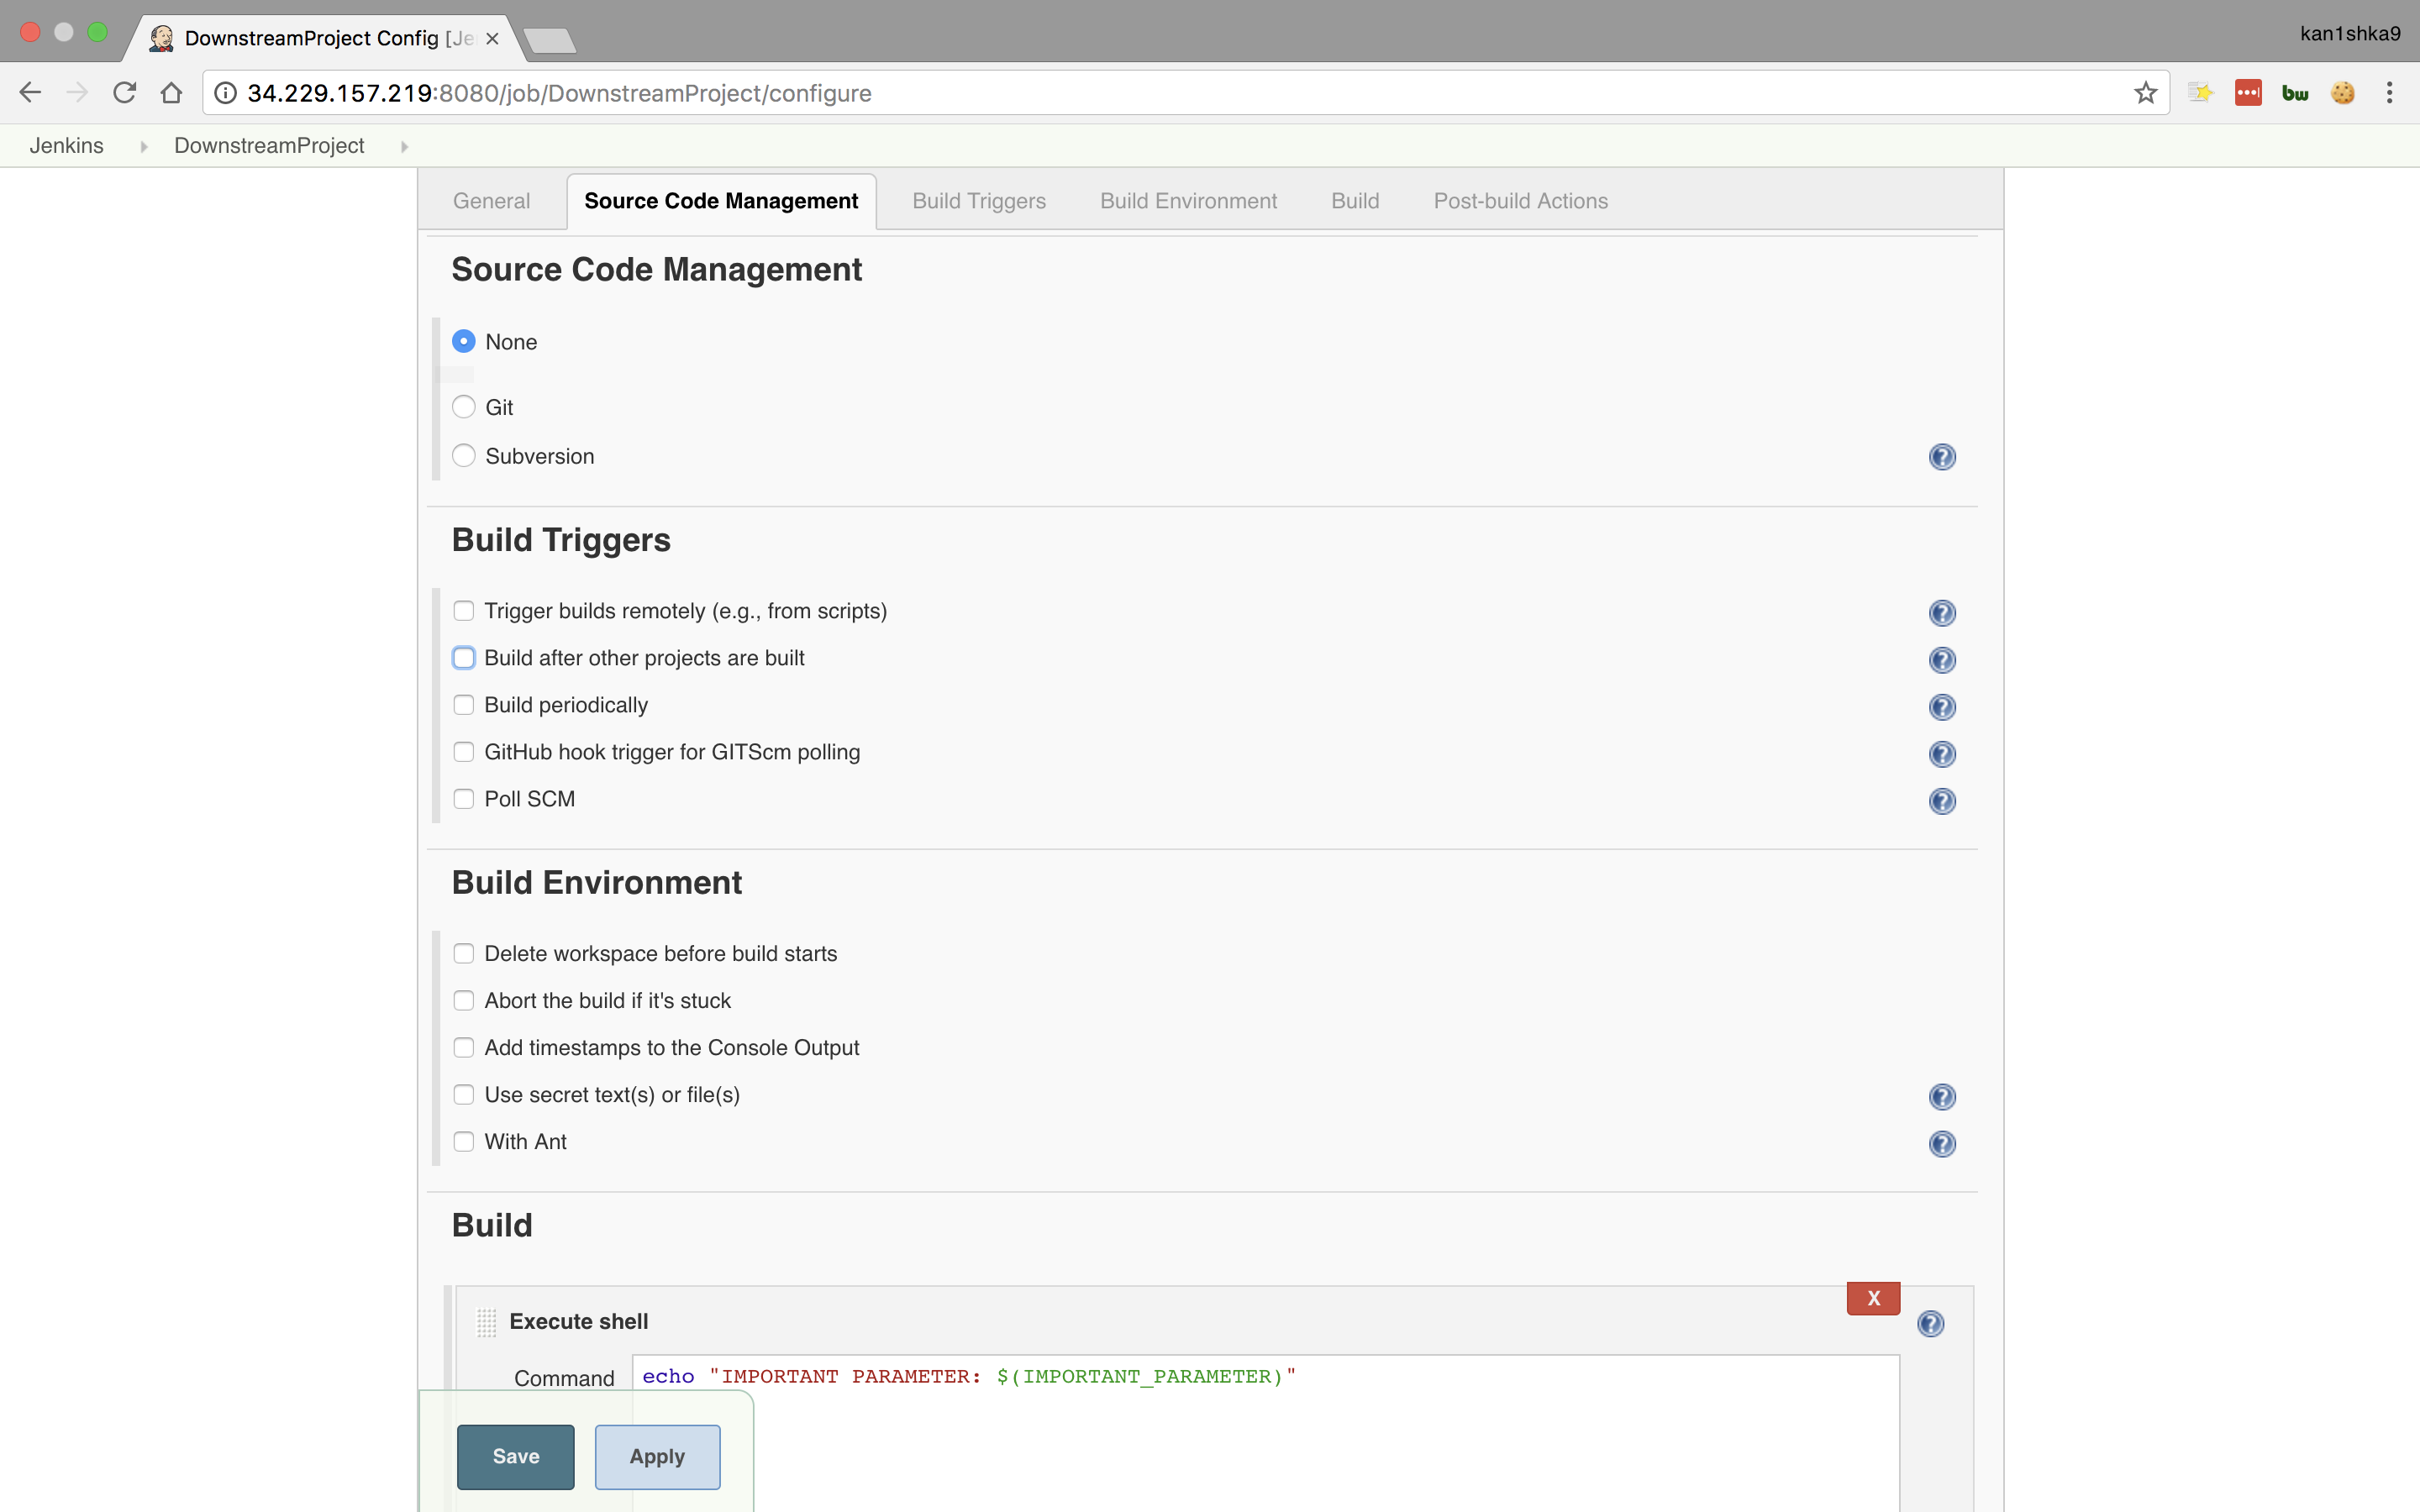 DownstreamProject Config [Je
kan1shka9
34.229.157.219:8080/job/DownstreamProject/configure
bw
Jenkins DownstreamProject
General Source Code Management Build Triggers Build Environment Build Post-build Actions
Source Code Management
None
Git
Subversion
Build Triggers
Trigger builds remotely (e.g., from scripts)
Build after other projects are built
Build periodically
GitHub hook trigger for GITScm polling
Poll SCM
Build Environment
Delete workspace before build starts
Abort the build if it's stuck
Add timestamps to the Console Output
Use secret text(s) or file(s)
With Ant
Build
X
Execute shell
Command echo "IMPORTANT PARAMETER: $(IMPORTANT_PARAMETER)"
Save Apply